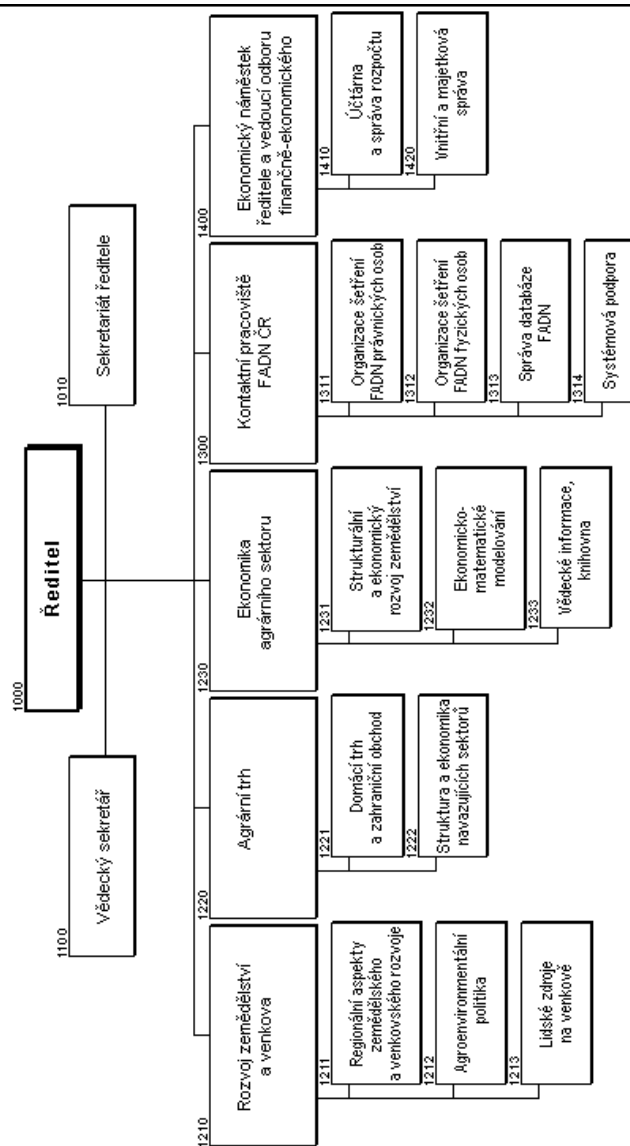 1000
Ředitel
1100
Vědecký sekretář
1010
Sekretariát ředitele
1210
Rozvoj zemědělství
a venkova
1211
Regionální aspekty
zemědělského
a venkovského rozvoje
1212
Agroenvironmentální
politika
1213
Lidské zdroje
na venkově
1220
Agrární trh
1221
Domácí trh
a zahraniční obchod
1222
Struktura a ekonomika
navazujících sektorů
1230
Ekonomika
agrárního sektoru
1231
Strukturální
a ekonomický
rozvoj zemědělství
1232
Ekonomicko-
matematické
modelování
1233
Vědecké informace,
knihovna
1300
Kontaktní pracoviště
FADN ČR
1311
Organizace šetření
FADN právnických osob
1312
Organizace šetření
FADN fyzických osob
1313
Správa databáze
FADN
1314
Systémová podpora
1400
Ekonomický náměstek
ředitele a vedoucí odboru
finančně-ekonomického
1410
Účtárna
a správa rozpočtu
1420
Vnitřní a majetková
správa